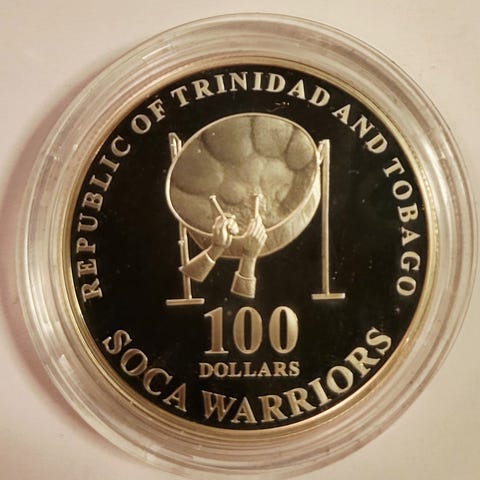 REPUBLIC OF TRINIDAD AND TOBAGO
100
DOLLARS
SOCA WARRIORS